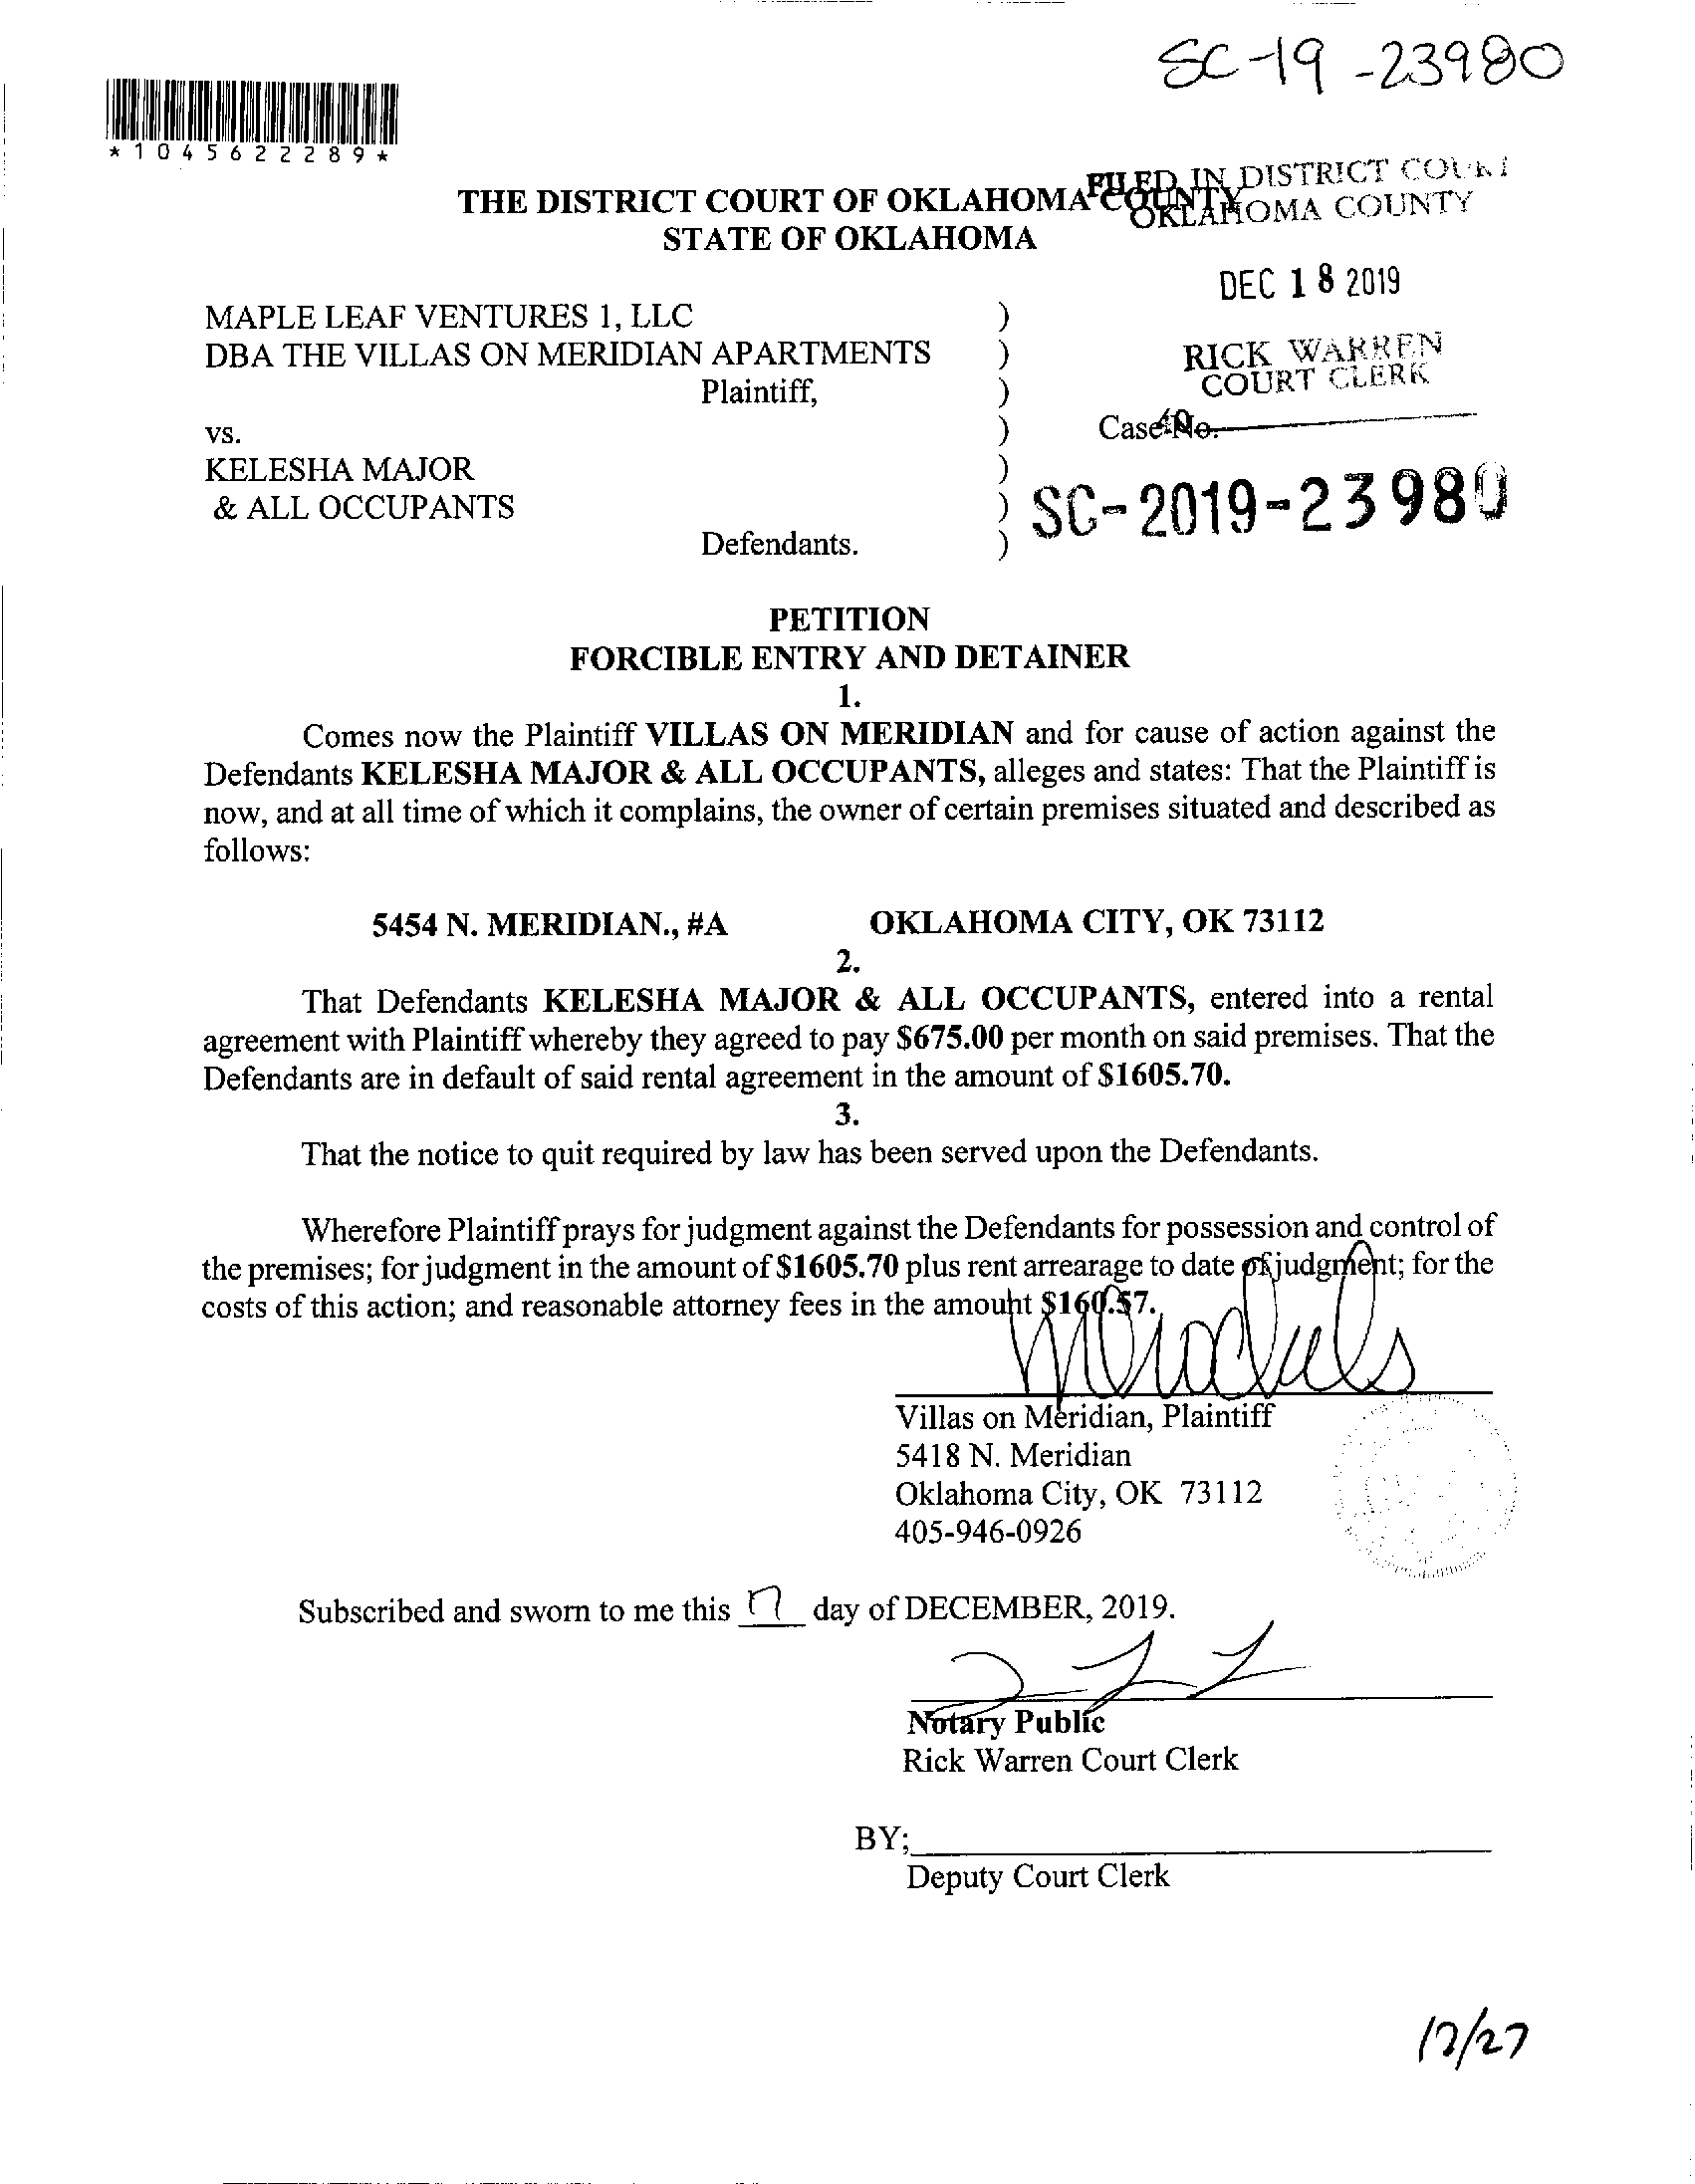 SC-19-23980
*1045622289*
FILED IN DISTRICT COURT
THE DISTRICT COURT OF OKLAHOMA COUNTY
OKLAHOMA COUNTY
STATE OF OKLAHOMA
DEC 18 2019
MAPLE LEAF VENTURES 1, LLC )
DBA THE VILLAS ON MERIDIAN APARTMENTS )
RICK WARREN
COURT CLERK
Plaintiff, )
vs. ) Case No.
KELESHA MAJOR )
& ALL OCCUPANTS ) SC-2019-23980
Defendants. )
PETITION
FORCIBLE ENTRY AND DETAINER
1.
Comes now the Plaintiff VILLAS ON MERIDIAN and for cause of action against the
Defendants KELESHA MAJOR & ALL OCCUPANTS, alleges and states: That the Plaintiff is
now, and at all time of which it complains, the owner of certain premises situated and described as
follows:
5454 N. MERIDIAN., #A OKLAHOMA CITY, OK 73112
2.
That Defendants KELESHA MAJOR & ALL OCCUPANTS, entered into a rental
agreement with Plaintiff whereby they agreed to pay $675.00 per month on said premises. That the
Defendants are in default of said rental agreement in the amount of $1605.70.
3.
That the notice to quit required by law has been served upon the Defendants.
Wherefore Plaintiff prays for judgment against the Defendants for possession and control of
the premises; for judgment in the amount of $1605.70 plus rent arrearage to date of judgment; for the
costs of this action; and reasonable attorney fees in the amount $160.57.
Villas on Meridian, Plaintiff
5418 N. Meridian
Oklahoma City, OK 73112
405-946-0926
Subscribed and sworn to me this 17 day of DECEMBER, 2019.
Notary Public
Rick Warren Court Clerk
BY;
Deputy Court Clerk
12/27